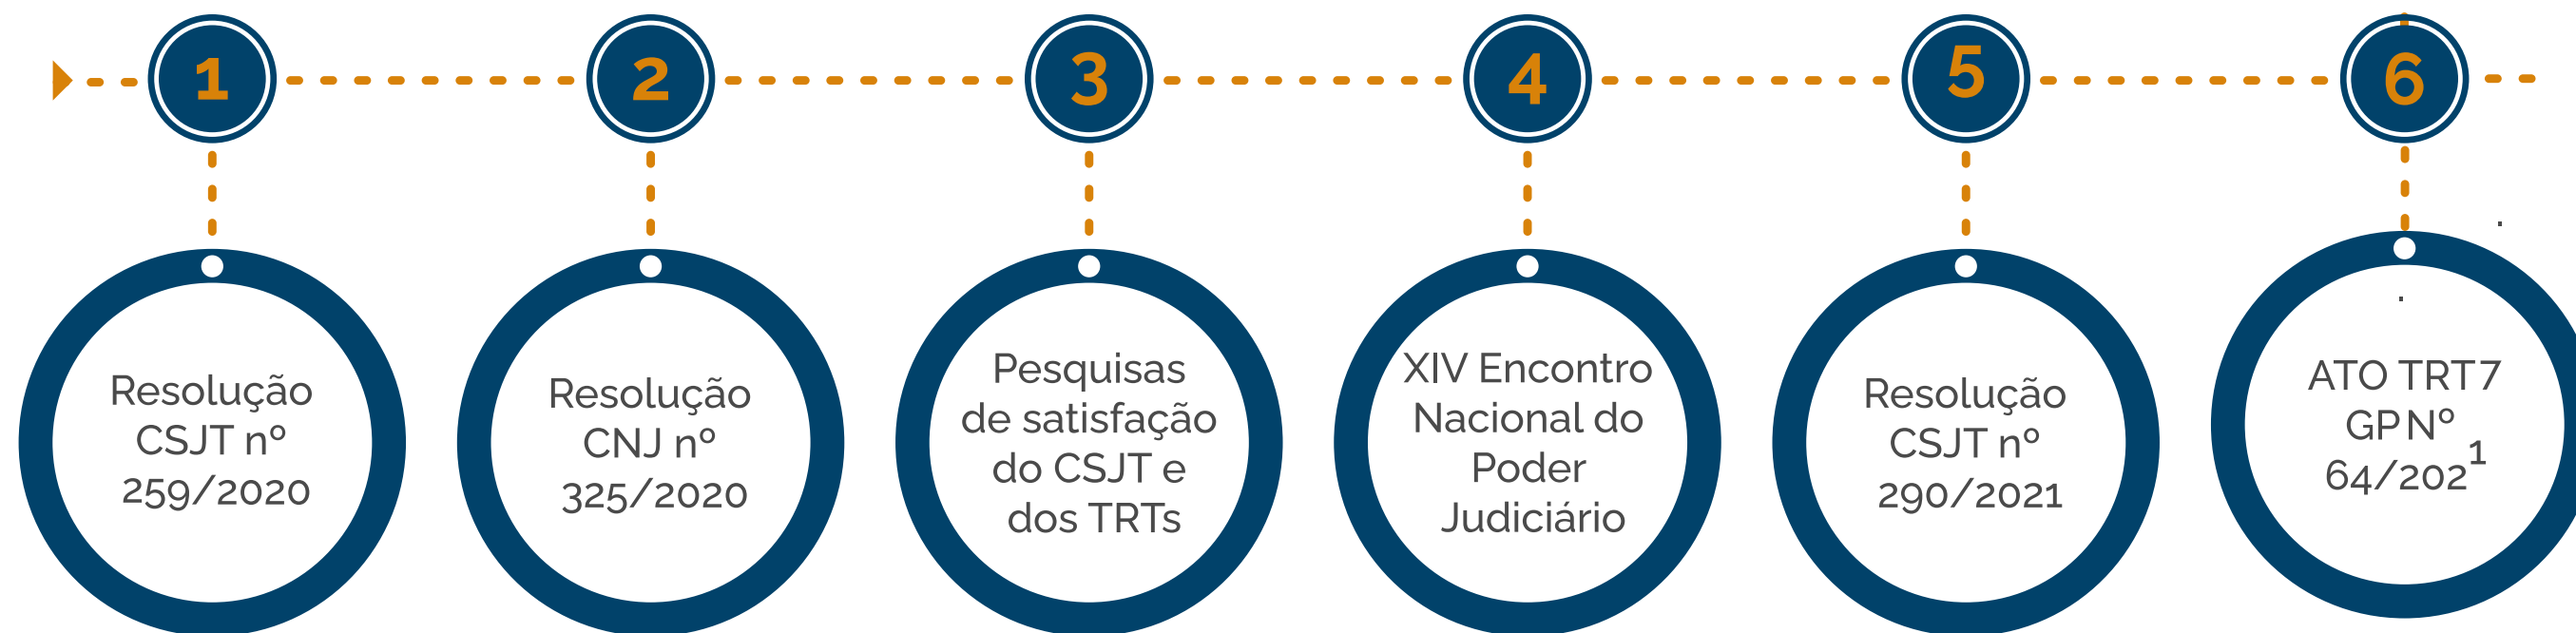 1
2
3
4
5
6
Resolução
CSJT nº
259/2020
Resolução
CNJ nº
325/2020
Pesquisas
de satisfação
do CSJT e
dos TRTs
XIV Encontro
Nacional do
Poder
Judiciário
Resolução
CSJT nº
290/2021
ATO TRT7
GP Nº
64/2021